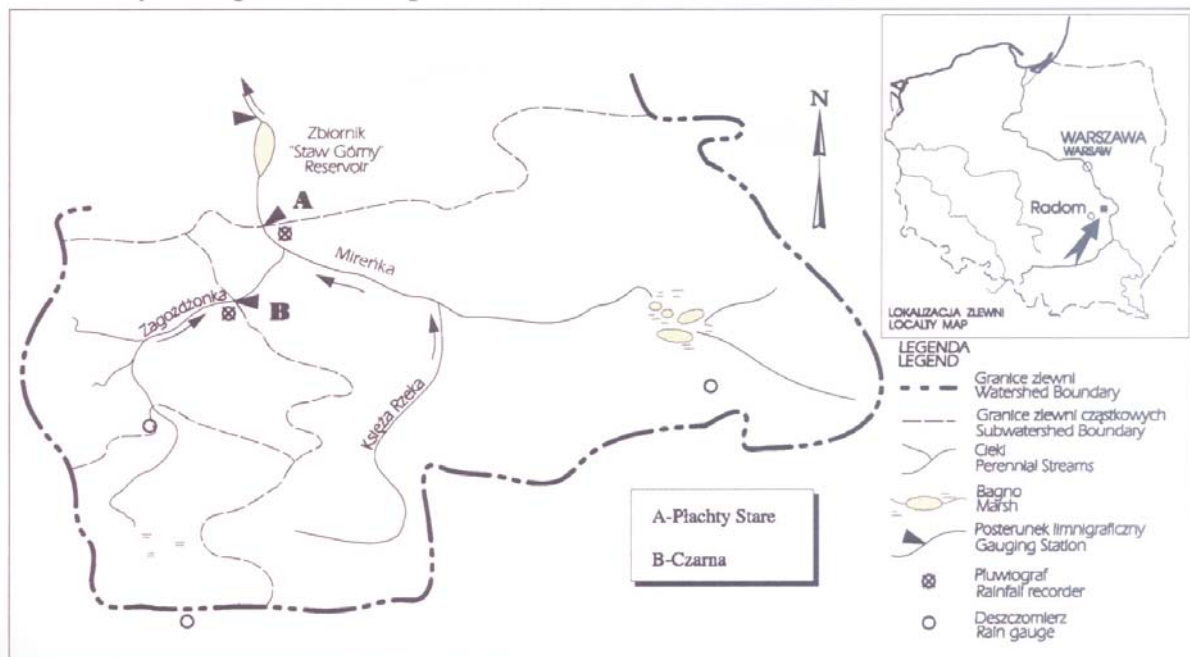 Zbiornik
"Staw Górny"
Reservoir
A
N
Mireńka
Zagożdżonka
B
Księża Rzeka
A-Płachty Stare
B-Czarna
WARSZAWA
WARSAW
Radom
LOKALIZACJA ZLEWNI
LOCALTY MAP
LEGENDA
LEGEND
Granice zlewni
Watershed Boundary
Granice zlewni cząstkowych
Subwatershed Boundary
Cieki
Perennial Streams
Bagno
Marsh
Posterunek limnigraficzny
Gauging Station
Pluwiograf
Rainfall recorder
Deszczomierz
Rain gauge